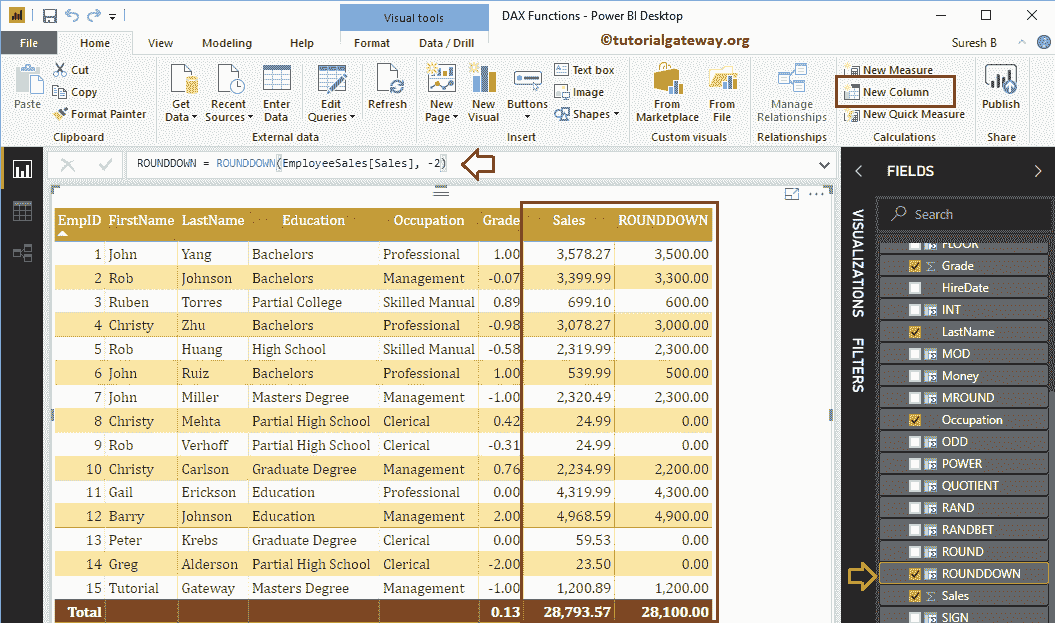 Visual tools
DAX Functions - Power BI Desktop
File Home View Modeling Help Format Data / Drill
©tutorialgateway.org
Suresh B
Paste
Cut
Copy
Format Painter
Clipboard
Get Data
Recent Sources
Enter Data
Edit Queries
External data
Refresh
New Page
New Visual
Buttons
Text box
Image
Shapes
Insert
From Marketplace
From File
Custom visuals
Manage Relationships
Relationships
New Measure
New Column
New Quick Measure
Calculations
Publish
Share
ROUNDDOWN = ROUNDDOWN(EmployeeSales[Sales], -2)
EmpID FirstName LastName Education Occupation Grade Sales ROUNDDOWN
1 John Yang Bachelors Professional 1.00 3,578.27 3,500.00
2 Rob Johnson Bachelors Management -0.07 3,399.99 3,300.00
3 Ruben Torres Partial College Skilled Manual 0.89 699.10 600.00
4 Christy Zhu Bachelors Professional -0.98 3,078.27 3,000.00
5 Rob Huang High School Skilled Manual -0.58 2,319.99 2,300.00
6 John Ruiz Bachelors Professional 1.00 539.99 500.00
7 John Miller Masters Degree Management -1.00 2,320.49 2,300.00
8 Christy Mehta Partial High School Clerical 0.42 24.99 0.00
9 Rob Verhoff Partial High School Clerical -0.31 24.99 0.00
10 Christy Carlson Graduate Degree Management 0.76 2,234.99 2,200.00
11 Gail Erickson Education Professional 0.00 4,319.99 4,300.00
12 Barry Johnson Education Management 2.00 4,968.59 4,900.00
13 Peter Krebs Graduate Degree Clerical 0.00 59.53 0.00
14 Greg Alderson Partial High School Clerical -2.00 23.50 0.00
15 Tutorial Gateway Masters Degree Management -1.00 1,200.89 1,200.00
Total 0.13 28,793.57 28,100.00
VISUALIZATIONS
FILTERS
FIELDS
Search
FLOOR
Grade
HireDate
INT
LastName
MOD
Money
MROUND
Occupation
ODD
POWER
QUOTIENT
RAND
RANDBET
ROUND
ROUNDDOWN
Sales
SIGN